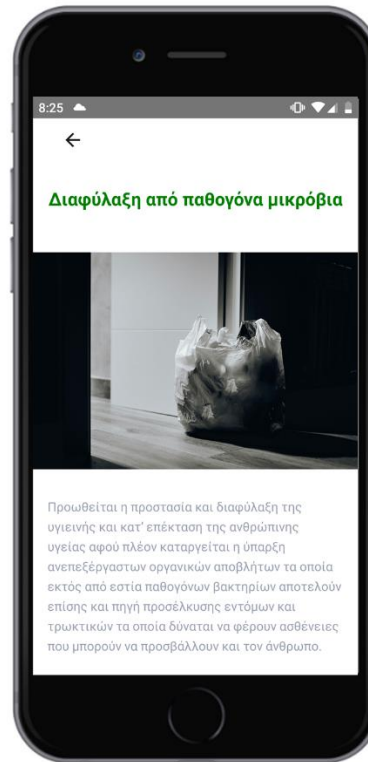 8:25
Διαφύλαξη από παθογόνα μικρόβια
Προωθείται η προστασία και διαφύλαξη της
υγιεινής και κατ' επέκταση της ανθρώπινης
υγείας αφού πλέον καταργείται η ύπαρξη
ανεπεξέργαστων οργανικών αποβλήτων τα οποία
εκτός από εστία παθογόνων βακτηρίων αποτελούν
επίσης και πηγή προσέλκυσης εντόμων και
τρωκτικών τα οποία δύναται να φέρουν ασθένειες
που μπορούν να προσβάλλουν και τον άνθρωπο.